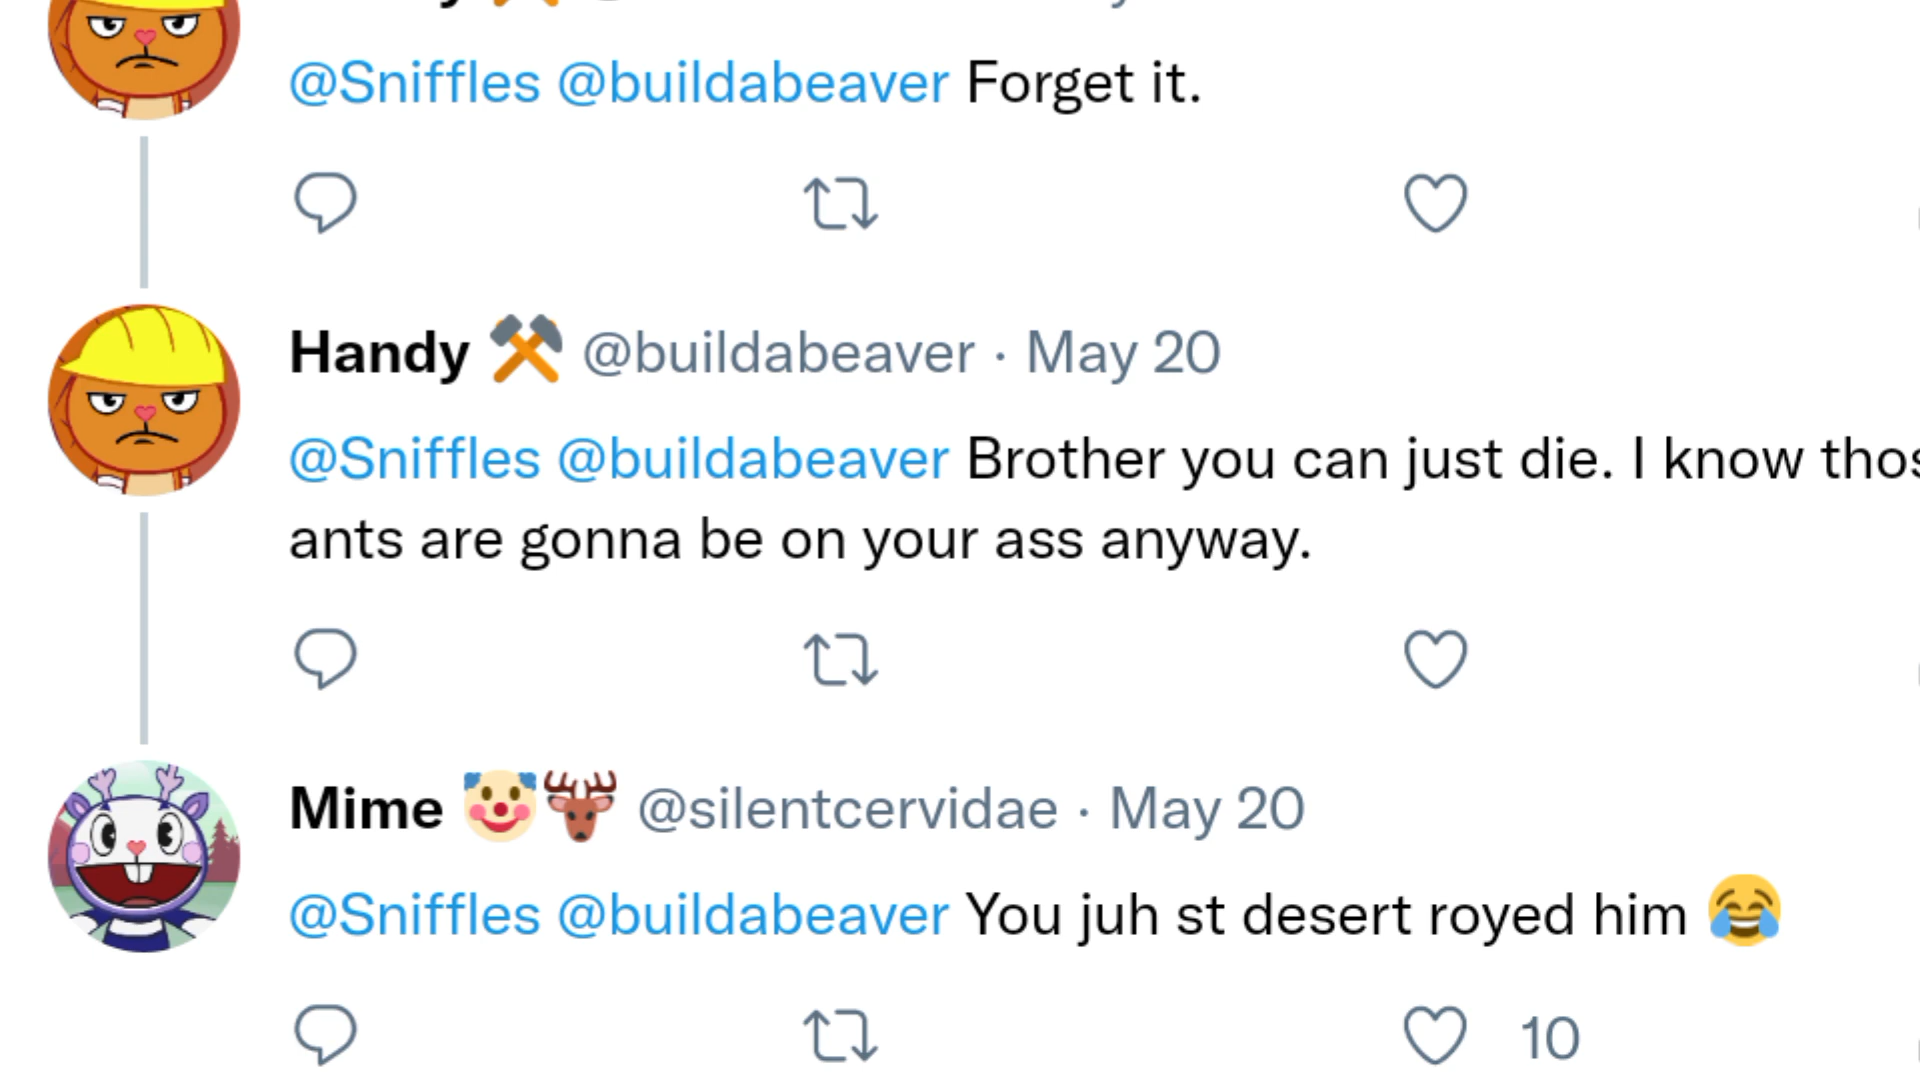 @Sniffles @buildabeaver Forget it.
Handy ⚒️ @buildabeaver · May 20
@Sniffles @buildabeaver Brother you can just die. I know
ants are gonna be on your ass anyway.
Mime 🤡🦌 @silentcervidae · May 20
@Sniffles @buildabeaver You juh st desert royed him 😂
10